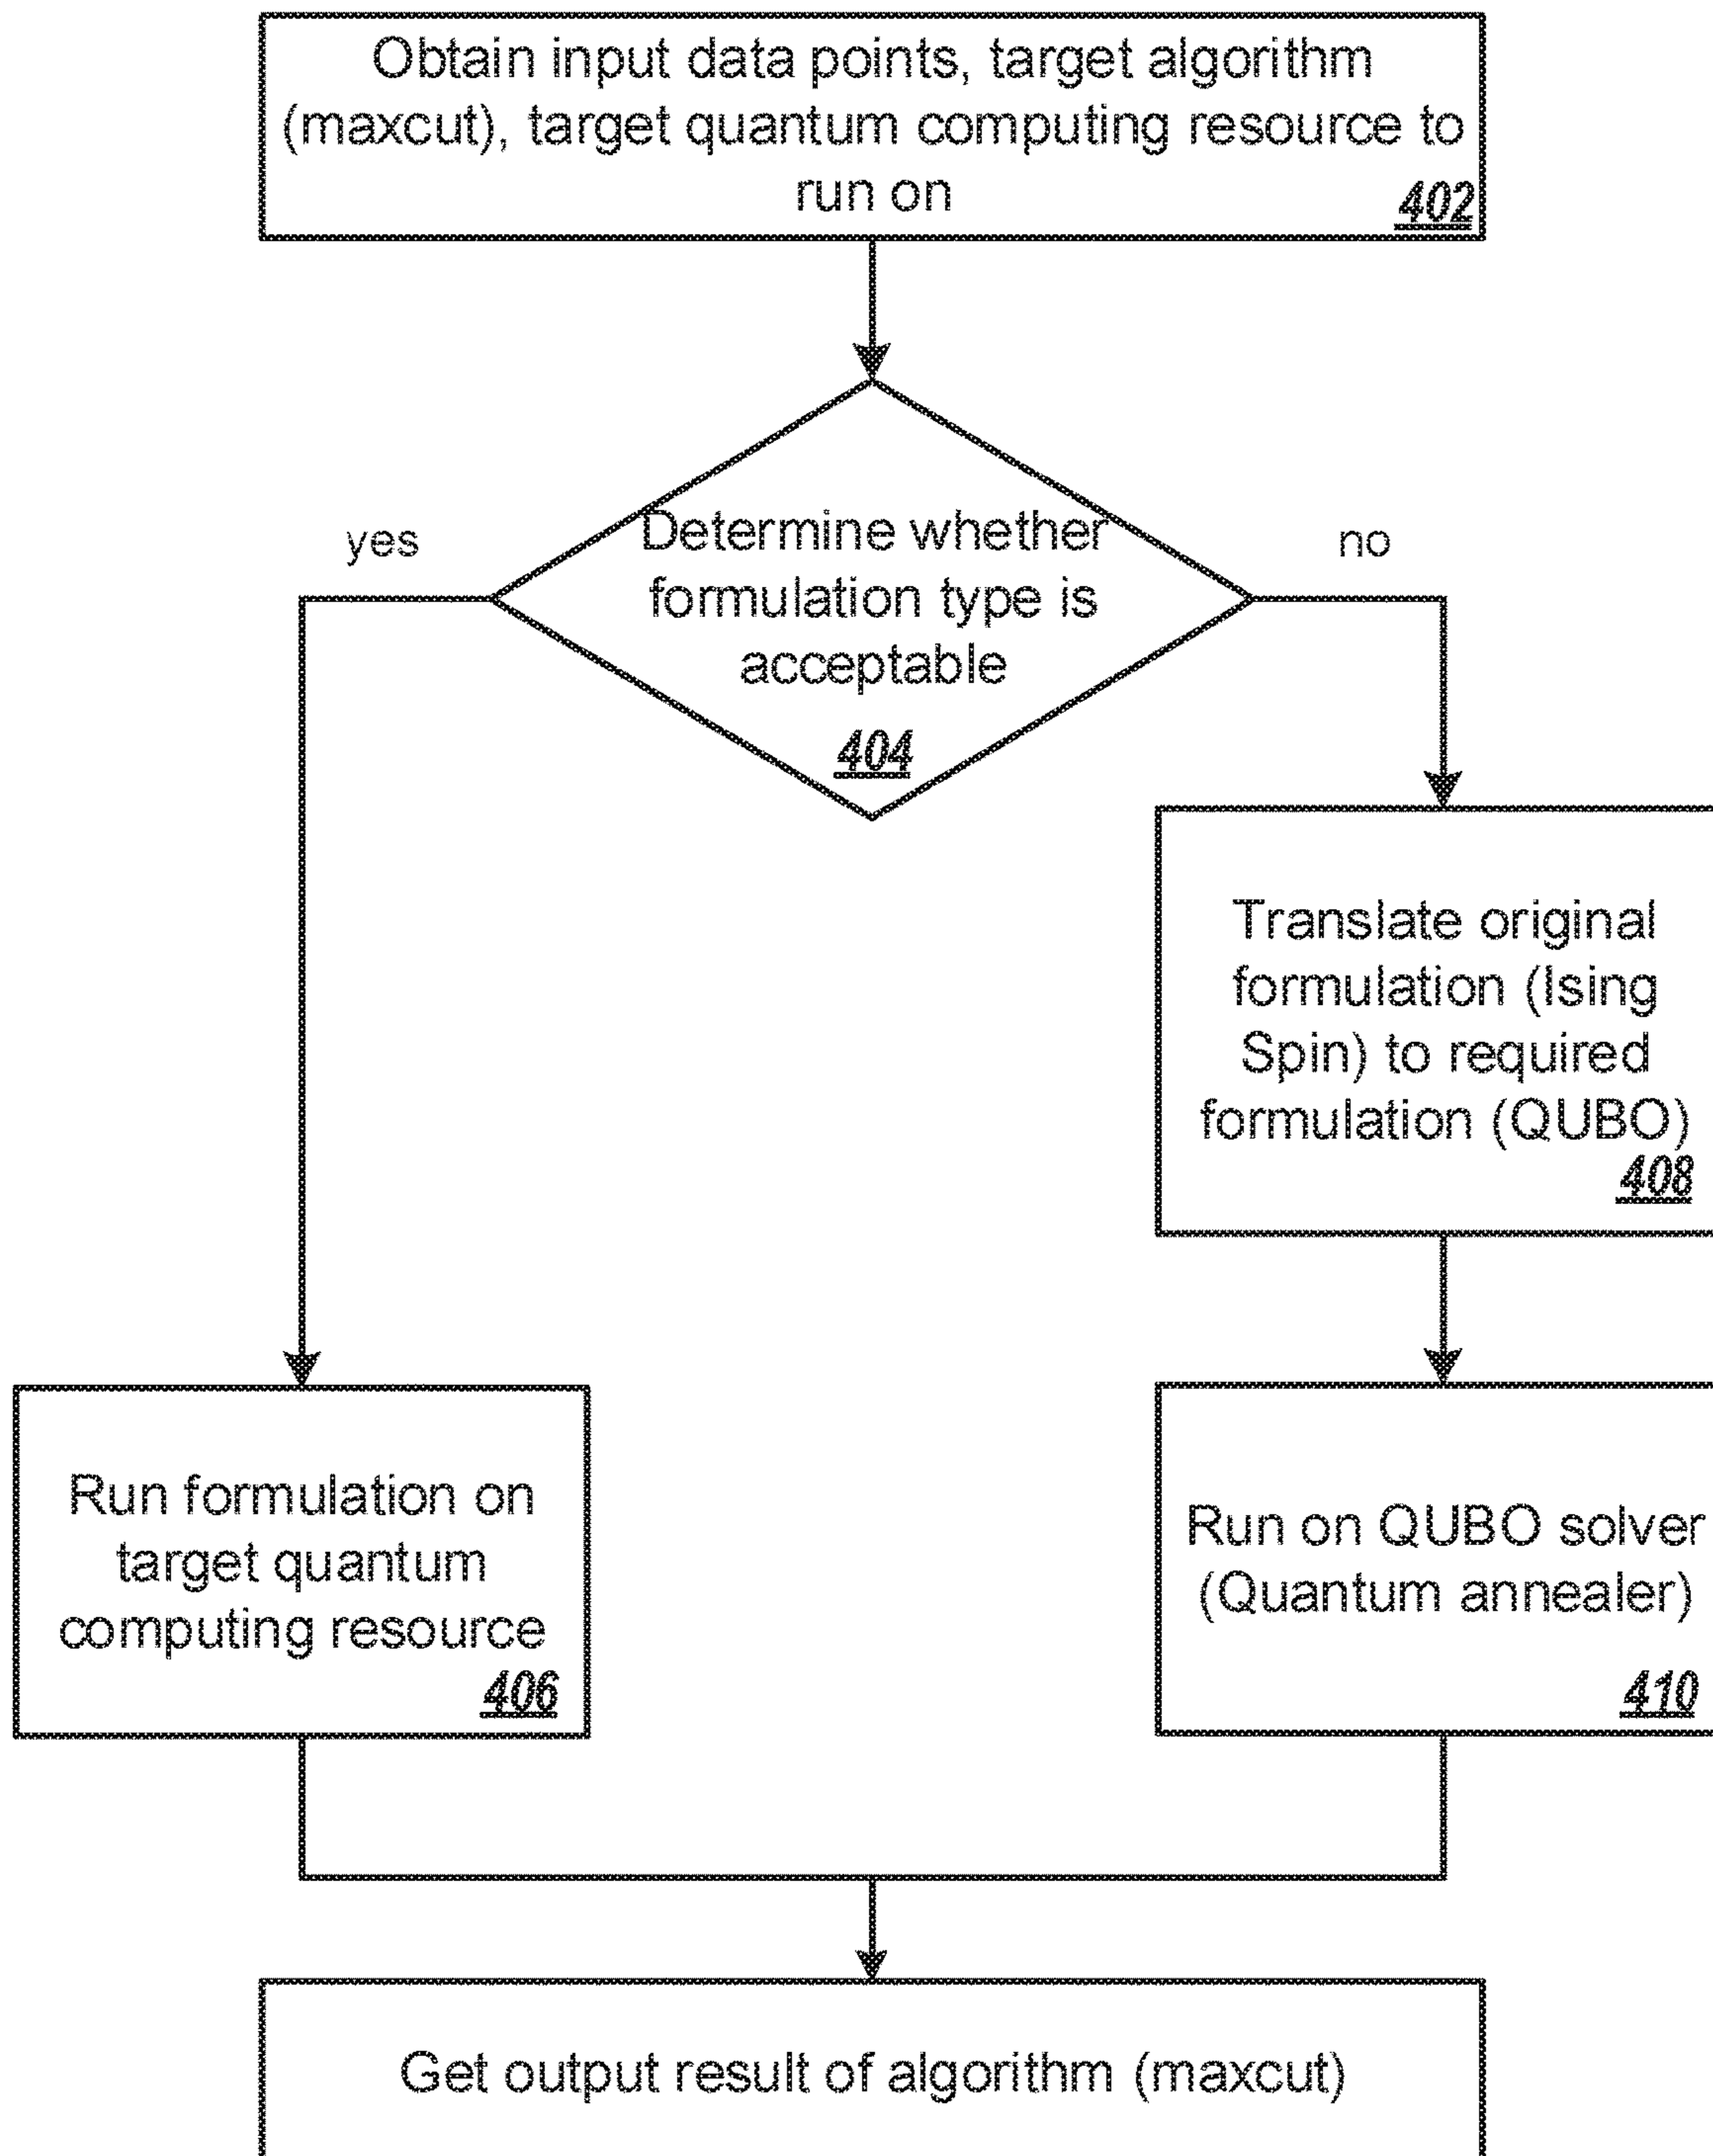 Obtain input data points, target algorithm
(maxcut), target quantum computing resource to
run on
402
yes
no
Determine whether
formulation type is
acceptable
404
Translate original
formulation (Ising
Spin) to required
formulation (QUBO)
408
Run formulation on
target quantum
computing resource
406
Run on QUBO solver
(Quantum annealer)
410
Get output result of algorithm (maxcut)